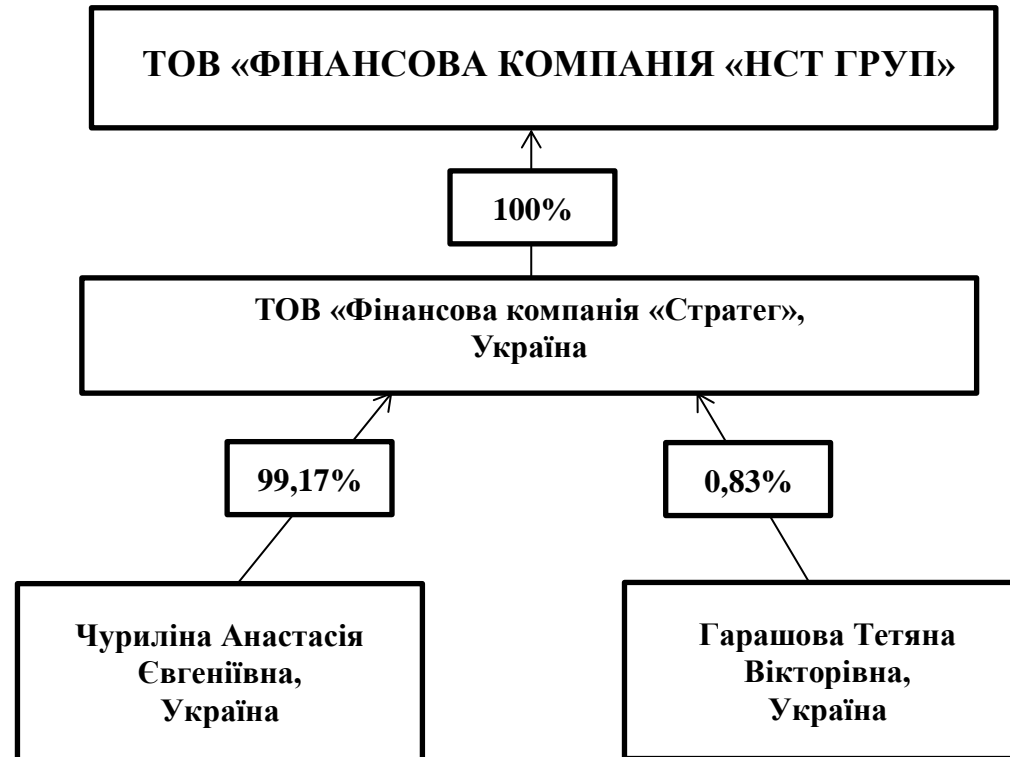 ТОВ «ФІНАНСОВА КОМПАНІЯ «НСТ ГРУП»
100%
ТОВ «Фінансова компанія «Стратег»,
Україна
99,17%
0,83%
Чуриліна Анастасія
Євгеніївна,
Україна
Гарашова Тетяна
Вікторівна,
Україна